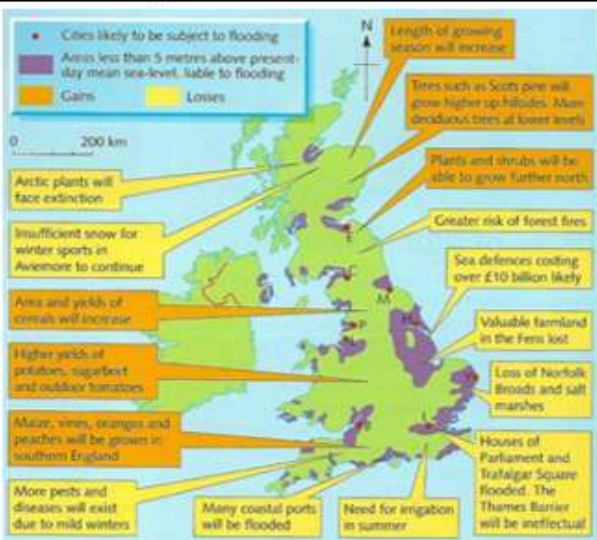 Cities likely to be subject to flooding
Areas less than 5 metres above present-
day mean sea-level, liable to flooding
Gains
Losses
N
0 200 km
Length of growing
season will increase
Trees such as Scots pine will
grow higher up hillsides. More
deciduous trees at lower levels
Plants and shrubs will be
able to grow further north
Arctic plants will
face extinction
Greater risk of forest fires
Insufficient snow for
winter sports in
Aviemore to continue
Sea defences costing
over £10 billion likely
Area and yields of
cereals will increase
Valuable farmland
in the Fens lost
Higher yields of
potatoes, sugarbeet
and outdoor tomatoes
Loss of Norfolk
Broads and salt
marshes
Maize, vines, oranges and
peaches will be grown in
southern England
Houses of
Parliament and
Trafalgar Square
flooded. The
Thames Barrier
will be ineffectual
More pests and
diseases will exist
due to mild winters
Many coastal ports
will be flooded
Need for irrigation
in summer
E
C
M
P
L